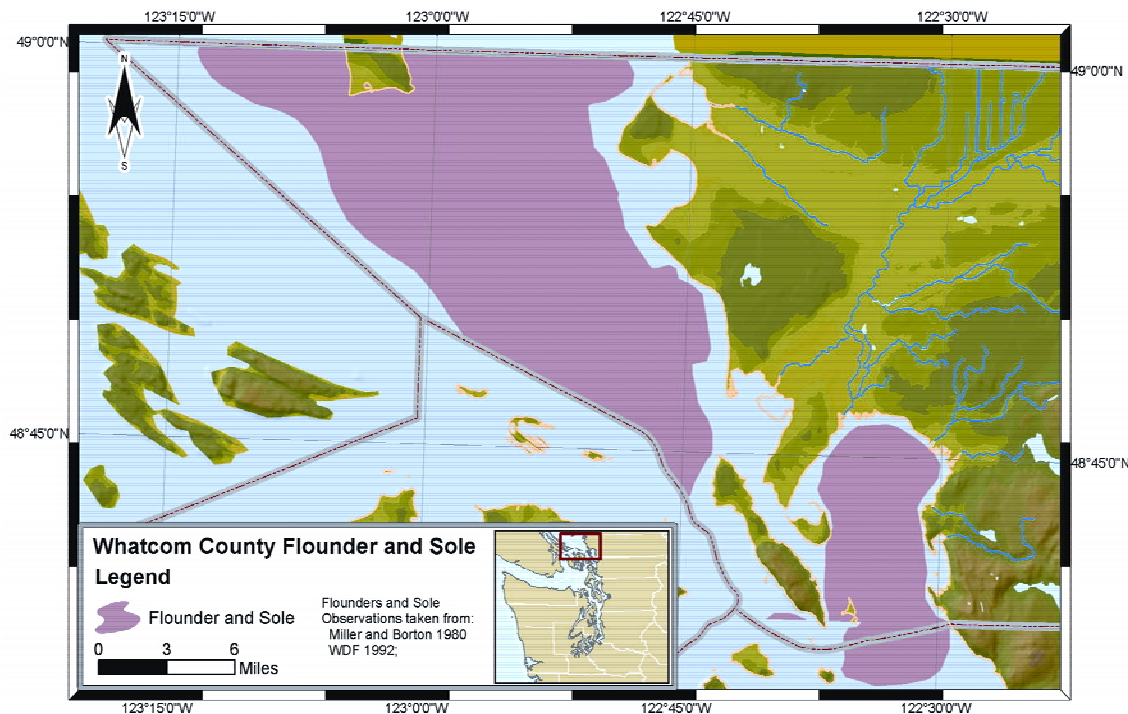 123°15'0"W 123°0'0"W 122°45'0"W 122°30'0"W
49°0'0"N
49°0'0"N
N
S
48°45'0"N
48°45'0"N
Whatcom County Flounder and Sole
Legend
Flounder and Sole
Flounders and Sole
Observations taken from:
Miller and Borton 1980
WDF 1992;
0 3 6
Miles
123°15'0"W 123°0'0"W 122°45'0"W 122°30'0"W